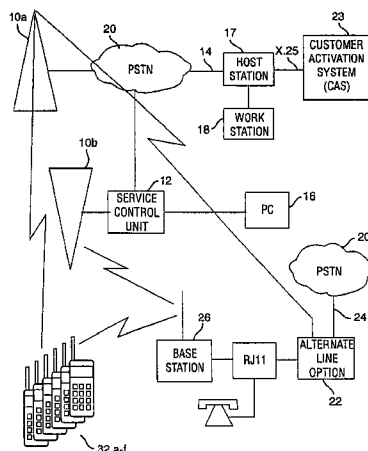 10a
20
PSTN
14
17
HOST
STATION
X.25
23
CUSTOMER
ACTIVATION
SYSTEM
(CAS)
18
WORK
STATION
10b
12
SERVICE
CONTROL
UNIT
PC
16
20
PSTN
24
26
BASE
STATION
RJ11
ALTERNATE
LINE
OPTION
22
32 a-f